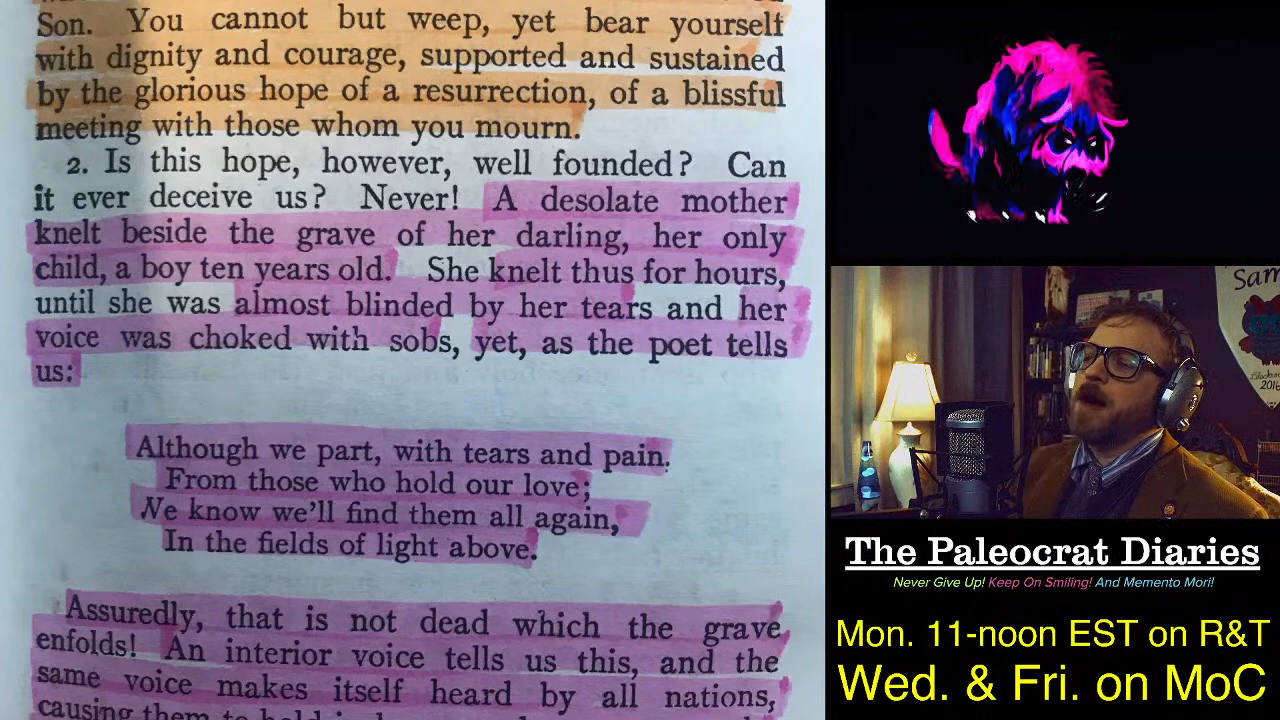 Son. You cannot but weep, yet bear yourself
with dignity and courage, supported and sustained
by the glorious hope of a resurrection, of a blissful
meeting with those whom you mourn.
2. Is this hope, however, well founded? Can
it ever deceive us? Never! A desolate mother
knelt beside the grave of her darling, her only
child, a boy ten years old. She knelt thus for hours,
until she was almost blinded by her tears and her
voice was choked with sobs, yet, as the poet tells
us:
Although we part, with tears and pain.
From those who hold our love;
We know we'll find them all again,
In the fields of light above.
Assuredly, that is not dead which the grave
enfolds! An interior voice tells us this, and the
same voice makes itself heard by all nations,
causing them to hold
Sam
2016
The Paleocrat Diaries
Never Give Up! Keep On Smiling! And Memento Mori!
Mon. 11-noon EST on R&T
Wed. & Fri. on MoC